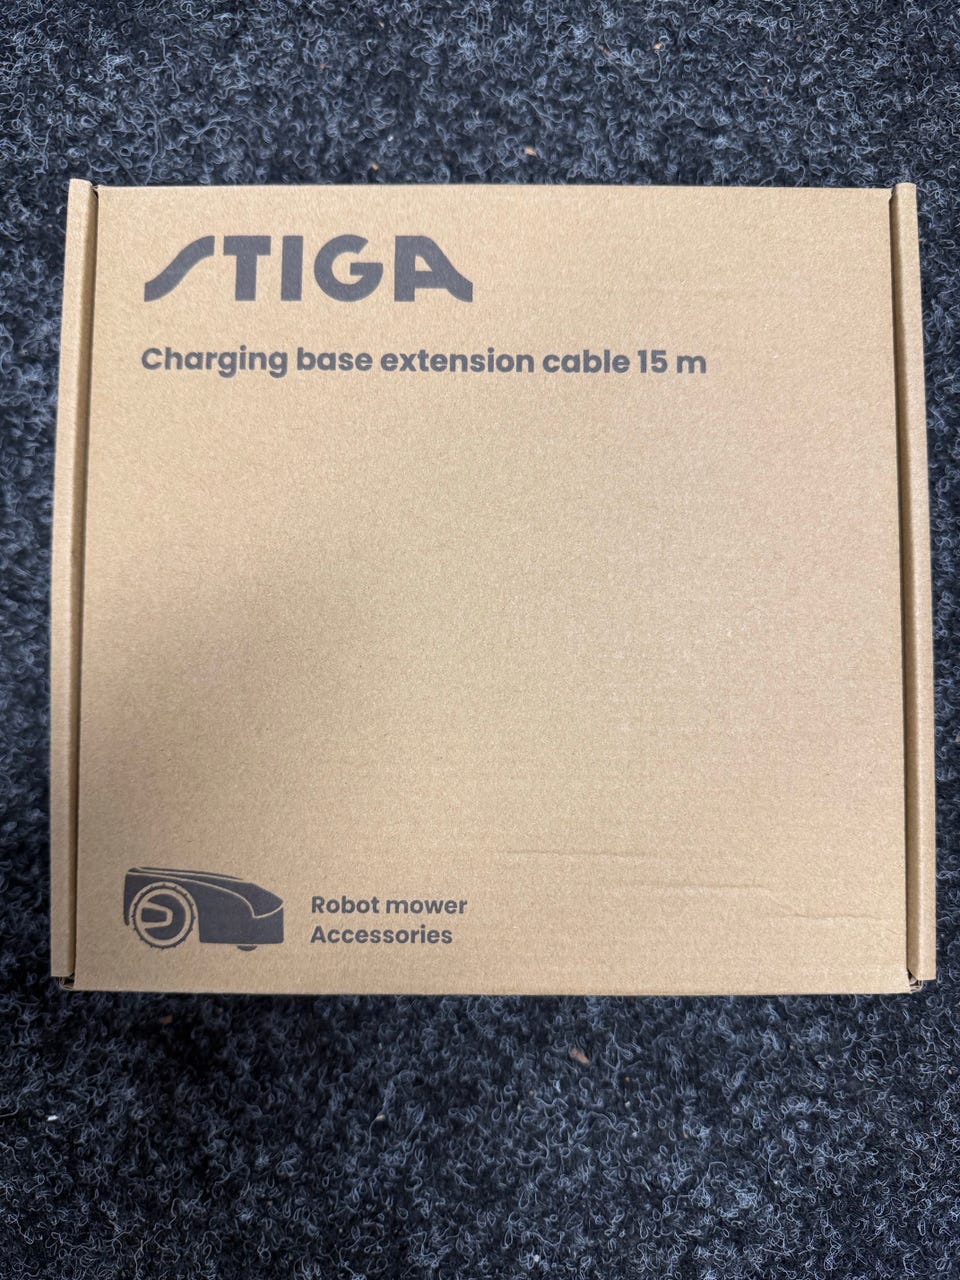 STIGA
Charging base extension cable 15 m
Robot mower
Accessories